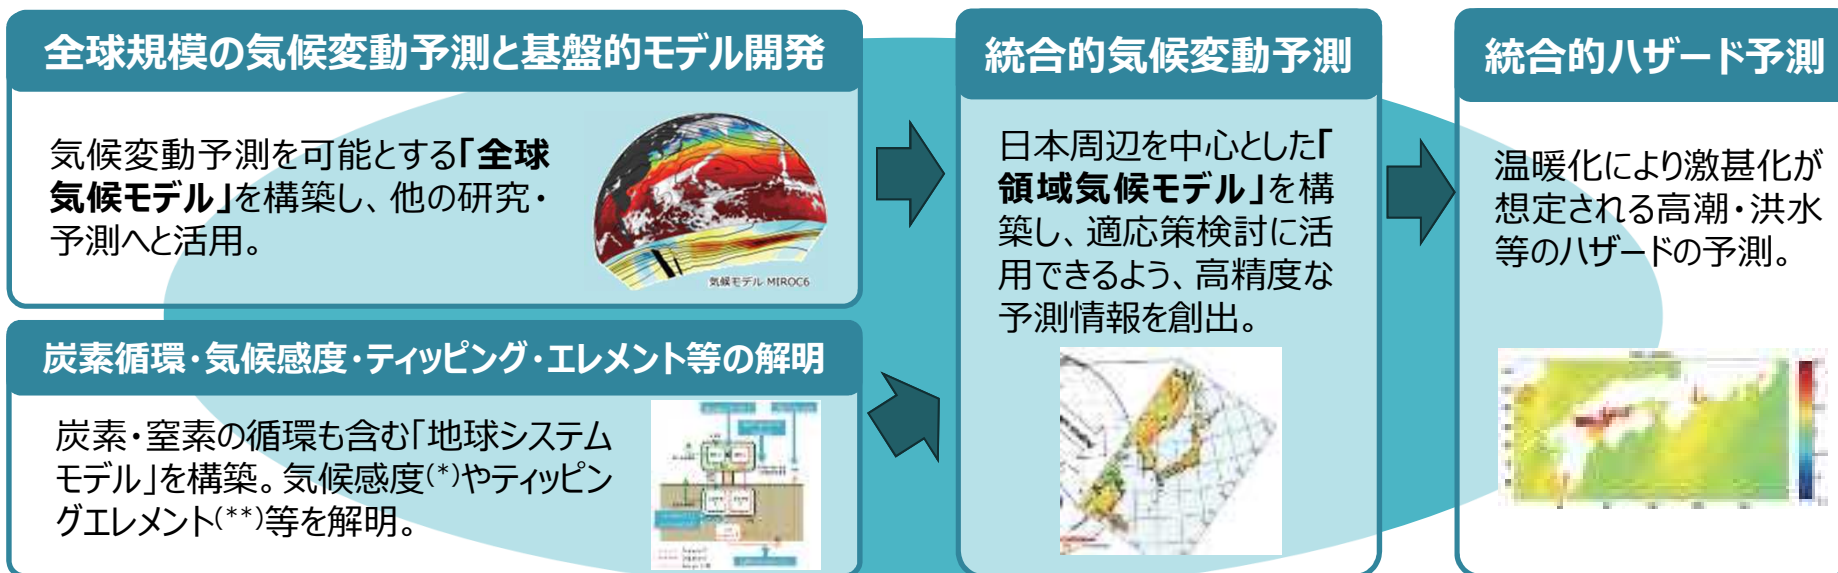 全球規模の気候変動予測と基盤的モデル開発
気候変動予測を可能とする「全球
気候モデル」を構築し、他の研究・
予測へと活用。
気候モデル MIROC6
炭素循環・気候感度・ティッピング・エレメント等の解明
炭素・窒素の循環も含む「地球システム
モデル」を構築。気候感度(*)やティッピン
グエレメント(**)等を解明。
統合的気候変動予測
日本周辺を中心とした「
領域気候モデル」を構
築し、適応策検討に活
用できるよう、高精度な
予測情報を創出。
統合的ハザード予測
温暖化により激甚化が
想定される高潮・洪水
等のハザードの予測。